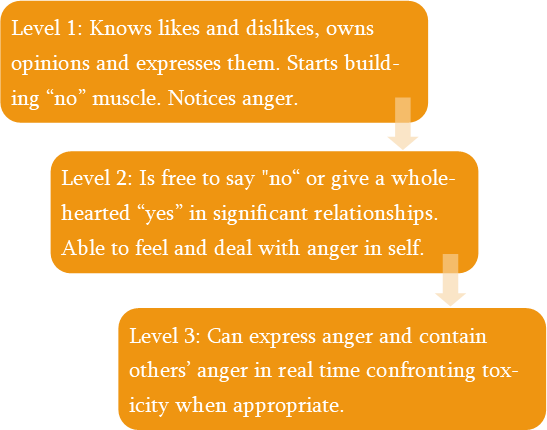 Level 1: Knows likes and dislikes, owns
opinions and expresses them. Starts build-
ing “no” muscle. Notices anger.
Level 2: Is free to say "no“ or give a whole-
hearted “yes” in significant relationships.
Able to feel and deal with anger in self.
Level 3: Can express anger and contain
others’ anger in real time confronting tox-
icity when appropriate.